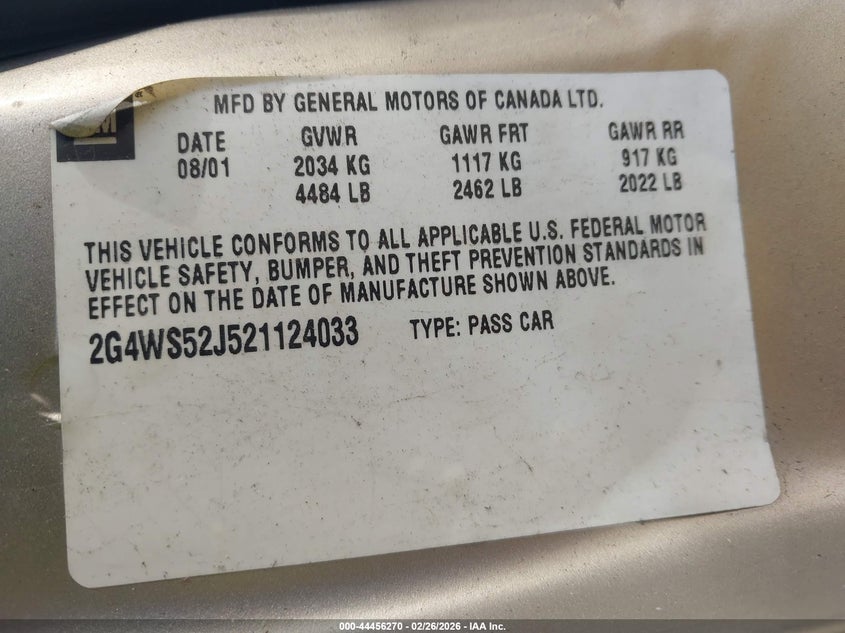 MFD BY GENERAL MOTORS OF CANADA LTD.
DATE GVWR GAWR FRT GAWR RR
08/01 2034 KG 1117 KG 917 KG
4484 LB 2462 LB 2022 LB
THIS VEHICLE CONFORMS TO ALL APPLICABLE U.S. FEDERAL MOTOR
VEHICLE SAFETY, BUMPER, AND THEFT PREVENTION STANDARDS IN
EFFECT ON THE DATE OF MANUFACTURE SHOWN ABOVE.
2G4WS52J521124033 TYPE: PASS CAR
000-44456270 - 02/26/2026 - IAA Inc.